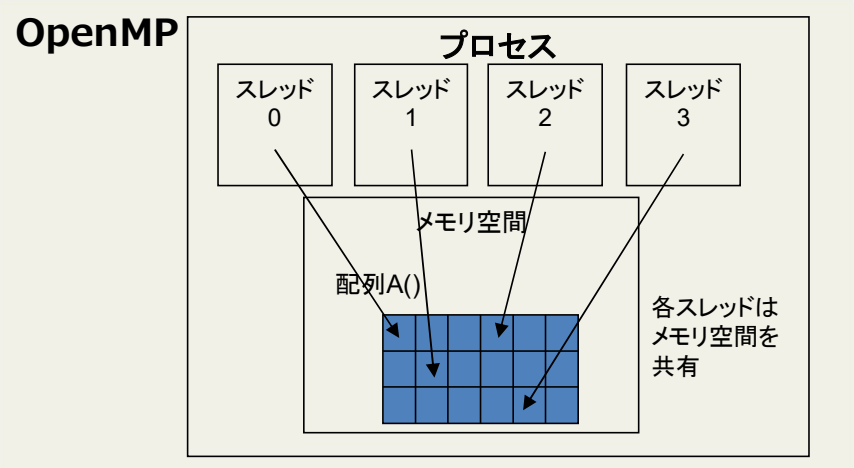 OpenMP
プロセス
スレッド
0
スレッド
1
スレッド
2
スレッド
3
メモリ空間
配列A()
各スレッドは
メモリ空間を
共有